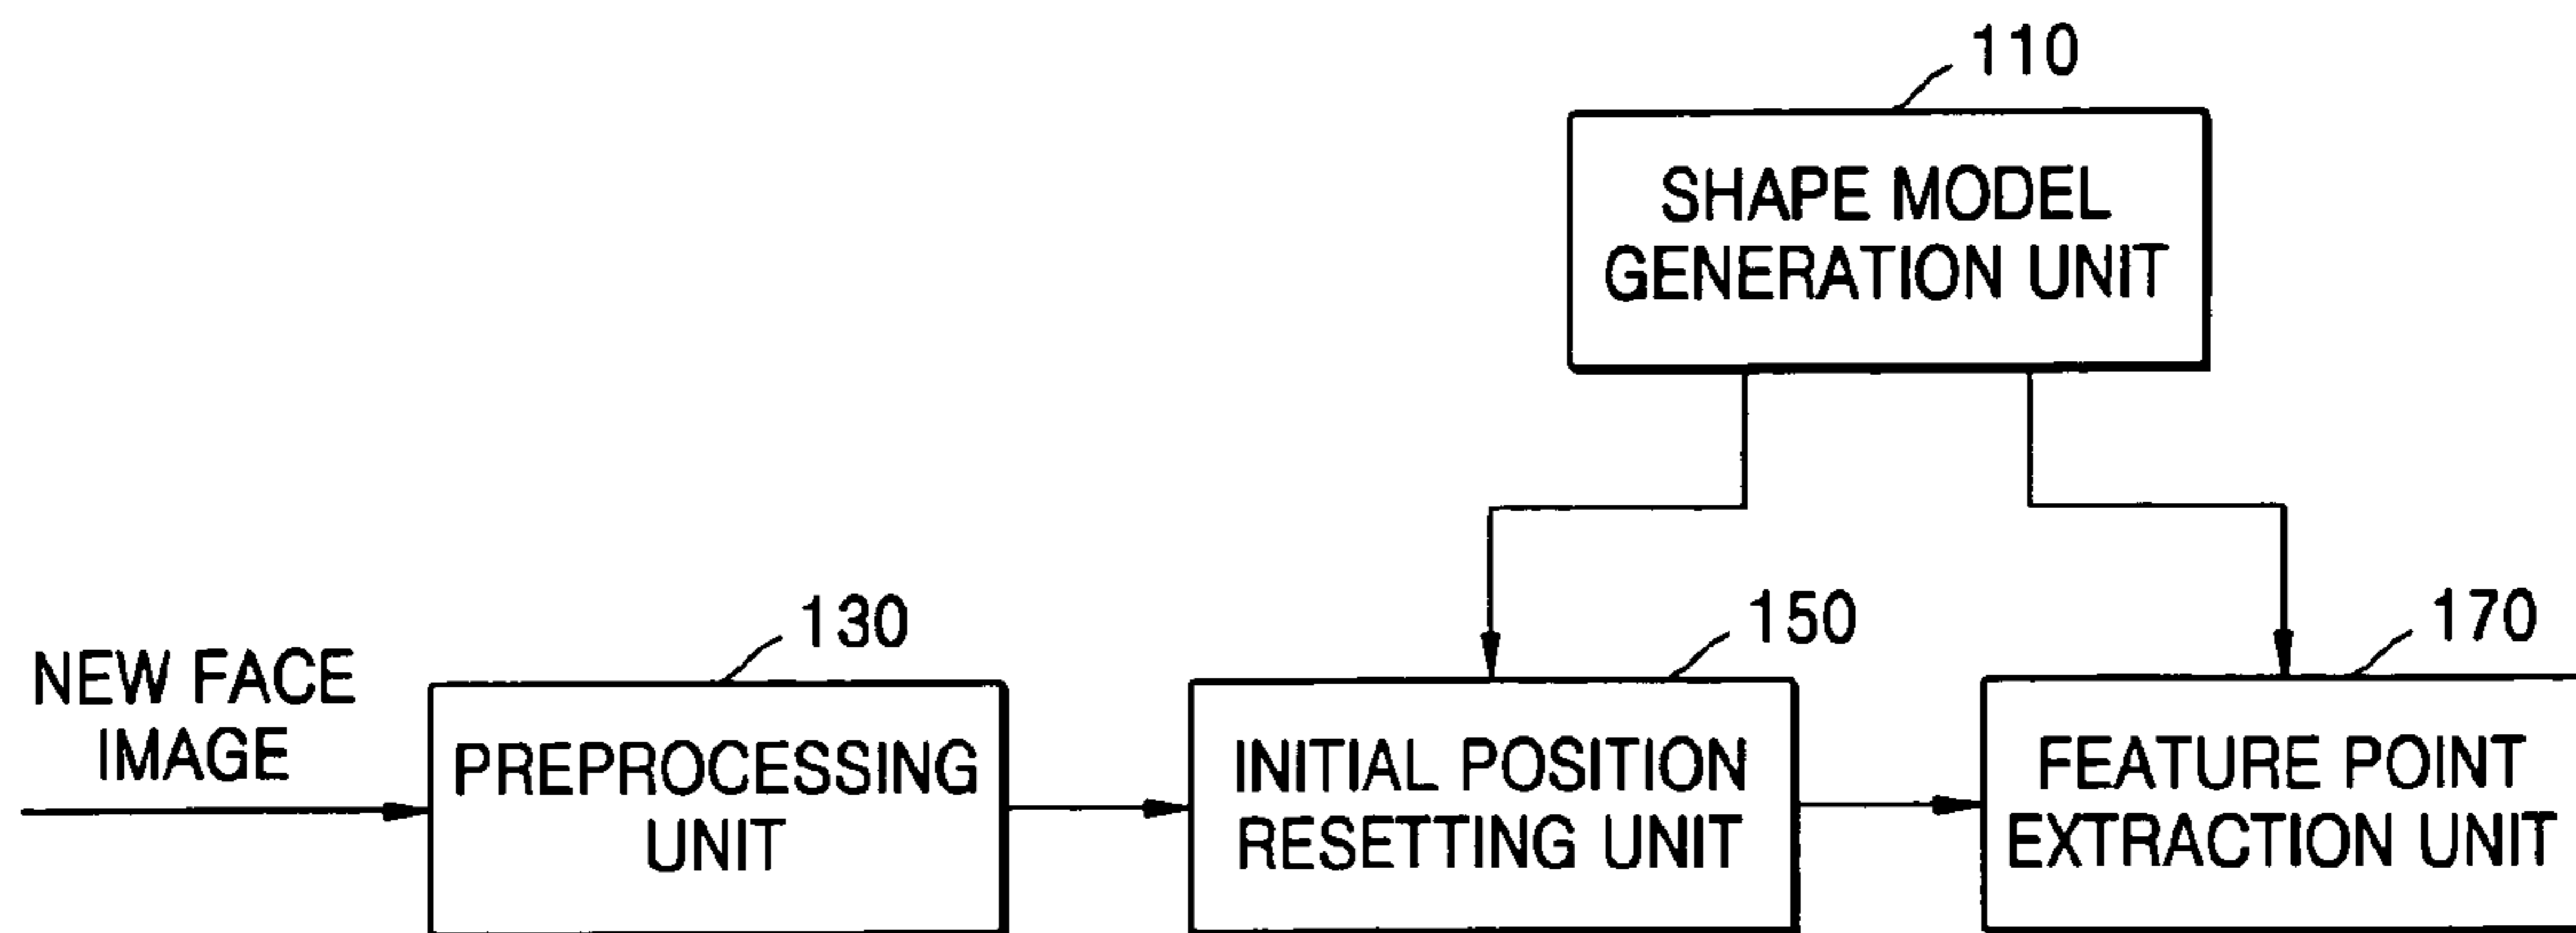 110
SHAPE MODEL
GENERATION UNIT
130
150
170
NEW FACE
IMAGE
PREPROCESSING
UNIT
INITIAL POSITION
RESETTING UNIT
FEATURE POINT
EXTRACTION UNIT